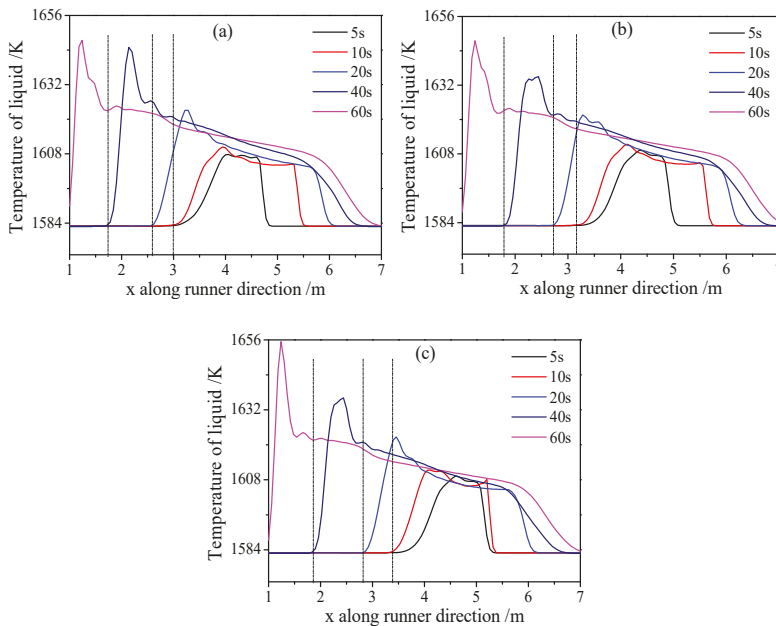 1656
1632
1608
1584
Temperature of liquid /K
(a)
5s
10s
20s
40s
60s
1 2 3 4 5 6 7
x along runner direction /m
1656
1632
1608
1584
Temperature of liquid /K
(b)
5s
10s
20s
40s
60s
1 2 3 4 5 6 7
x along runner direction /m
1656
1632
1608
1584
Temperature of liquid /K
(c)
5s
10s
20s
40s
60s
1 2 3 4 5 6 7
x along runner direction /m